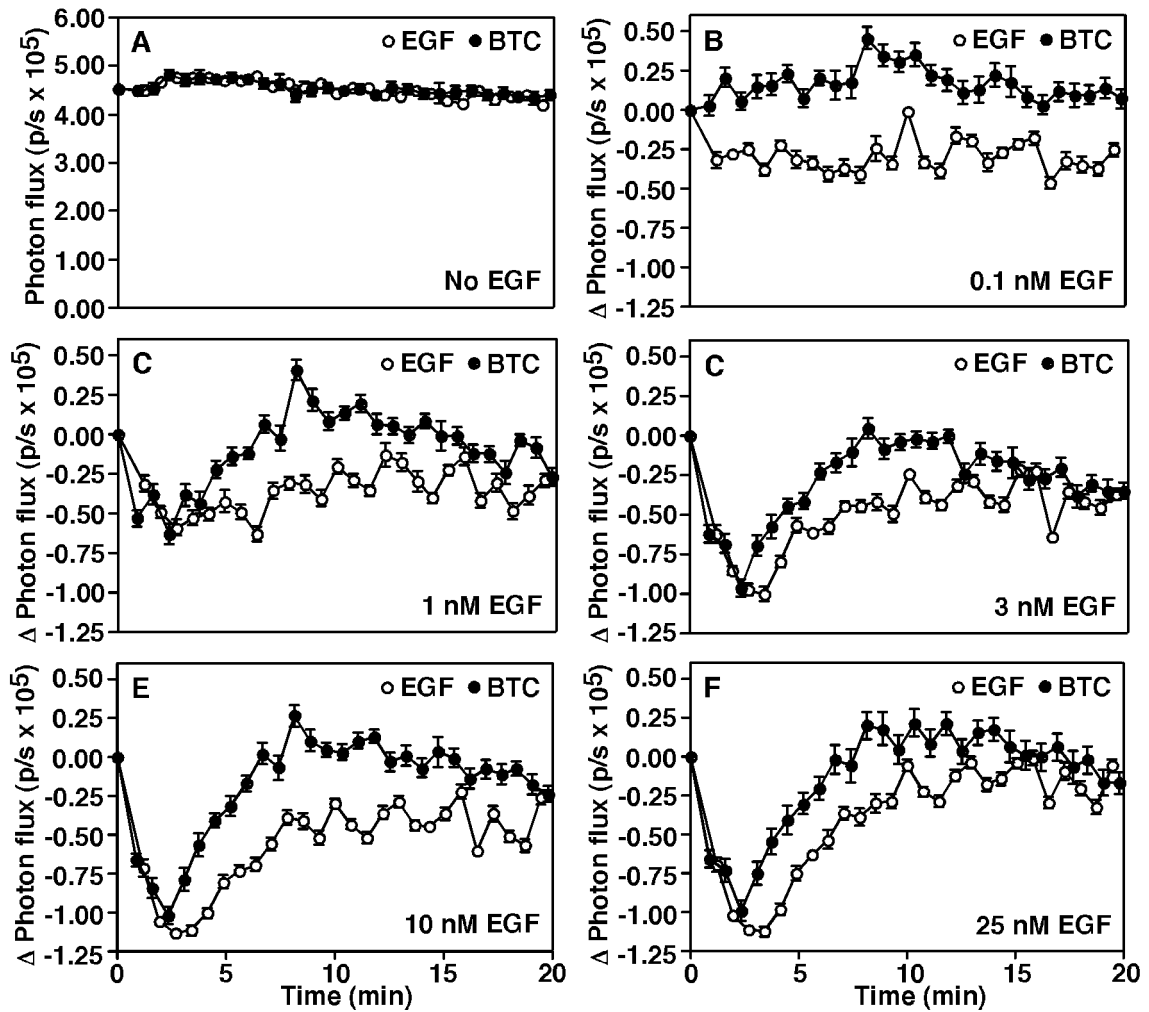 A
EGF BTC
No EGF
Photon flux (p/s x 10⁵)
6.00
5.00
4.00
3.00
2.00
1.00
0.00
B
EGF BTC
0.1 nM EGF
Δ Photon flux (p/s x 10⁵)
0.50
0.25
0.00
-0.25
-0.50
-0.75
-1.00
-1.25
C
EGF BTC
1 nM EGF
Δ Photon flux (p/s x 10⁵)
0.50
0.25
0.00
-0.25
-0.50
-0.75
-1.00
-1.25
C
EGF BTC
3 nM EGF
Δ Photon flux (p/s x 10⁵)
0.50
0.25
0.00
-0.25
-0.50
-0.75
-1.00
-1.25
E
EGF BTC
10 nM EGF
Δ Photon flux (p/s x 10⁵)
0.50
0.25
0.00
-0.25
-0.50
-0.75
-1.00
-1.25
0 5 10 15 20
Time (min)
F
EGF BTC
25 nM EGF
Δ Photon flux (p/s x 10⁵)
0.50
0.25
0.00
-0.25
-0.50
-0.75
-1.00
-1.25
0 5 10 15 20
Time (min)